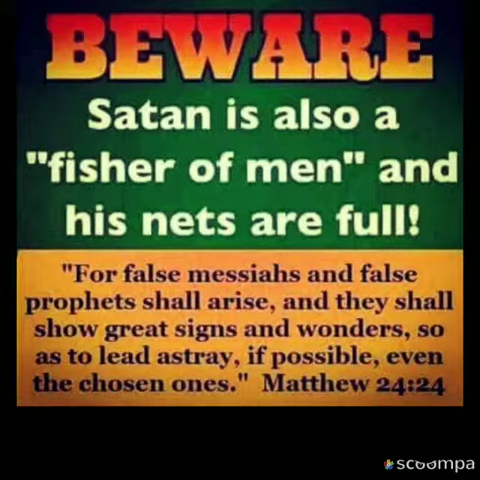 BEWARE
Satan is also a
"fisher of men" and
his nets are full!
"For false messiahs and false
prophets shall arise, and they shall
show great signs and wonders, so
as to lead astray, if possible, even
the chosen ones." Matthew 24:24
scoompa